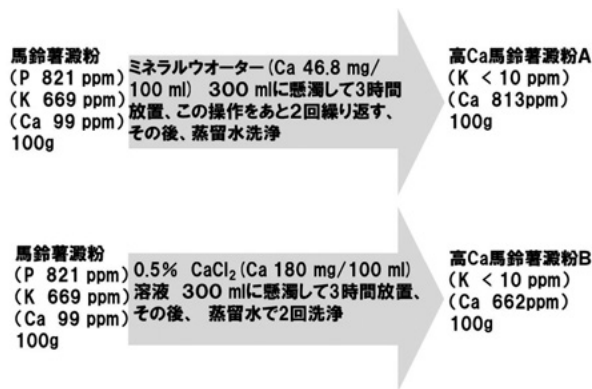 馬鈴薯澱粉
(P 821 ppm)
(K 669 ppm)
(Ca 99 ppm)
100g
ミネラルウオーター(Ca 46.8 mg/
100 ml) 300 mlに懸濁して3時間
放置、この操作をあと2回繰り返す、
その後、蒸留水洗浄
高Ca馬鈴薯澱粉A
(K < 10 ppm)
(Ca 813ppm)
100g
馬鈴薯澱粉
(P 821 ppm)
(K 669 ppm)
(Ca 99 ppm)
100g
0.5% CaCl₂(Ca 180 mg/100 ml)
溶液 300 mlに懸濁して3時間放置、
その後、 蒸留水で2回洗浄
高Ca馬鈴薯澱粉B
(K < 10 ppm)
(Ca 662ppm)
100g